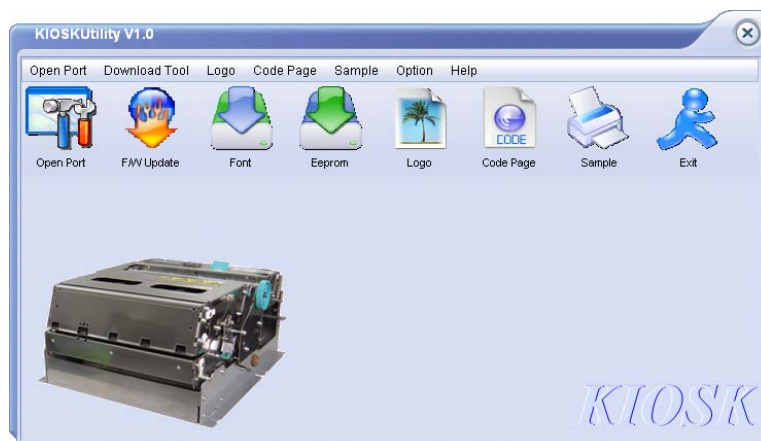 KIOSKUtility V1.0
Open Port Download Tool Logo Code Page Sample Option Help
CODE
Open Port F/W Update Font Eeprom Logo Code Page Sample Exit
KIOSK